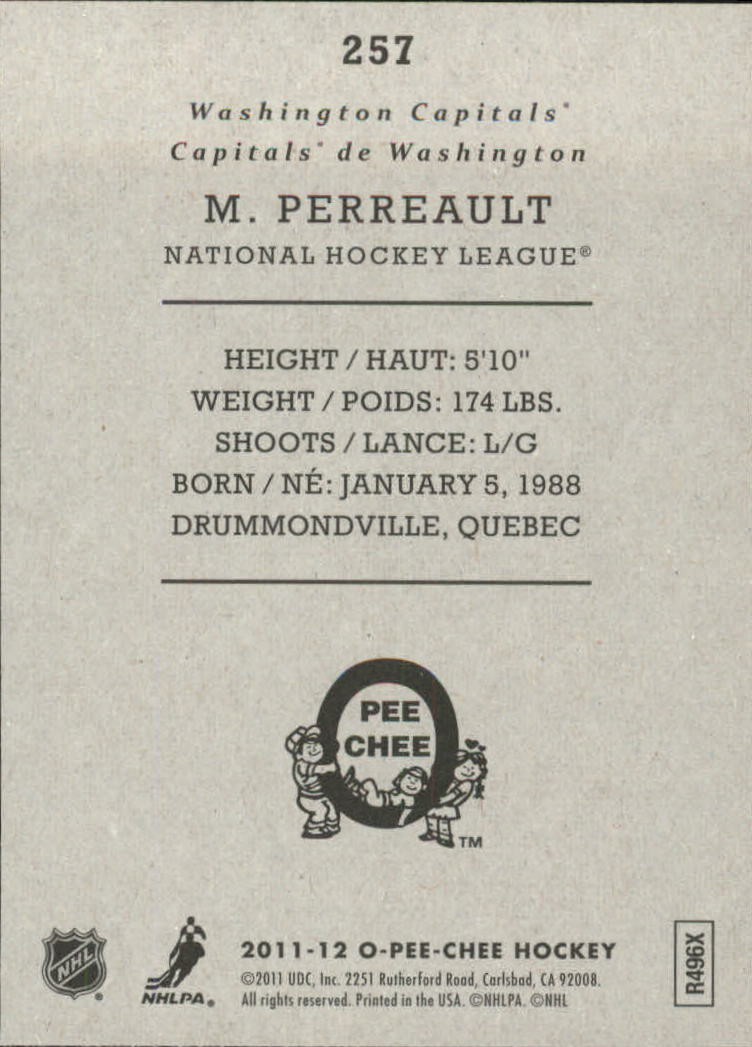 257
Washington Capitals*
Capitals* de Washington
M. PERREAULT
NATIONAL HOCKEY LEAGUE®
HEIGHT / HAUT: 5'10"
WEIGHT / POIDS: 174 LBS.
SHOOTS / LANCE: L/G
BORN / NÉ: JANUARY 5, 1988
DRUMMONDVILLE, QUEBEC
O
PEE
CHEE
TM
NHL®
NHLPA®
2011-12 O-PEE-CHEE HOCKEY
©2011 UDC, Inc. 2251 Rutherford Road, Carlsbad, CA 92008.
All rights reserved. Printed in the USA. ©NHLPA. ©NHL
R496X